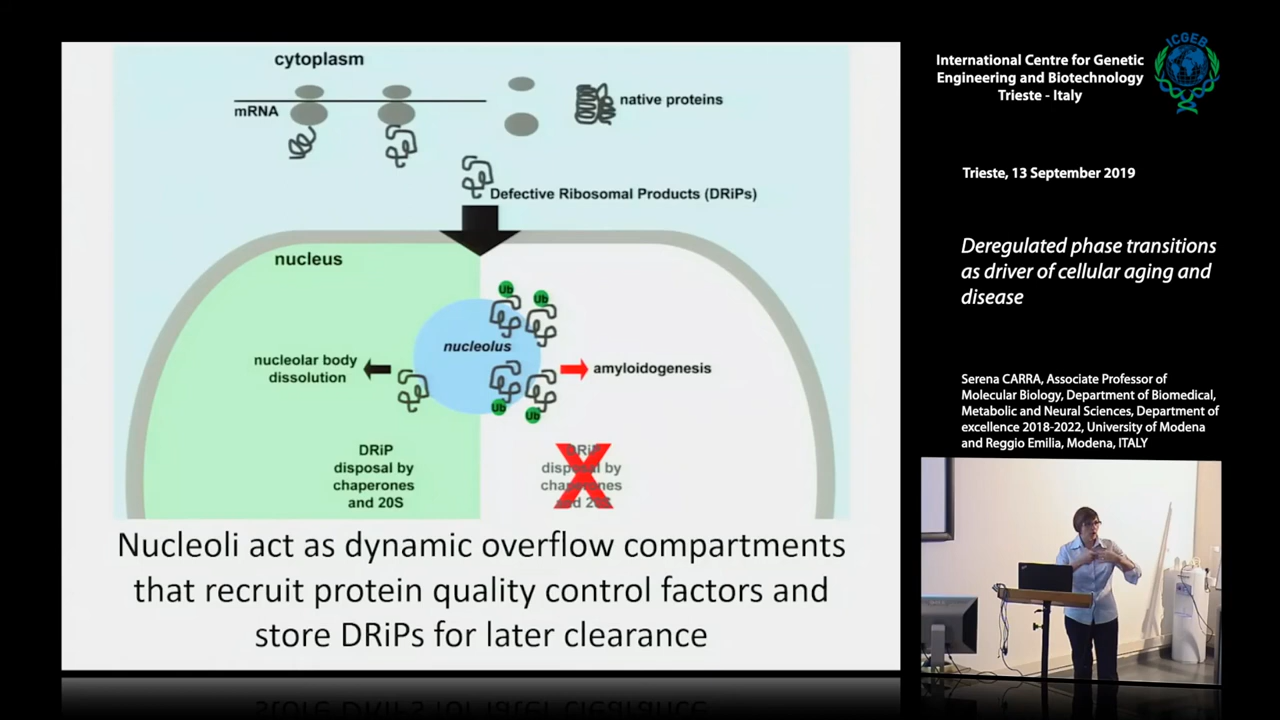 cytoplasm
mRNA
native proteins
Defective Ribosomal Products (DRiPs)
nucleus
Ub
Ub
nucleolus
nucleolar body
dissolution
amyloidogenesis
Ub
Ub
DRiP
disposal by
chaperones
and 20S
DRiP
disposal by
chaperones
and 20S
X
Nucleoli act as dynamic overflow compartments
that recruit protein quality control factors and
store DRiPs for later clearance
International Centre for Genetic
Engineering and Biotechnology
Trieste - Italy
ICGEB
Trieste, 13 September 2019
Deregulated phase transitions
as driver of cellular aging and
disease
Serena CARRA, Associate Professor of
Molecular Biology, Department of Biomedical,
Metabolic and Neural Sciences, Department of
excellence 2018-2022, University of Modena
and Reggio Emilia, Modena, ITALY